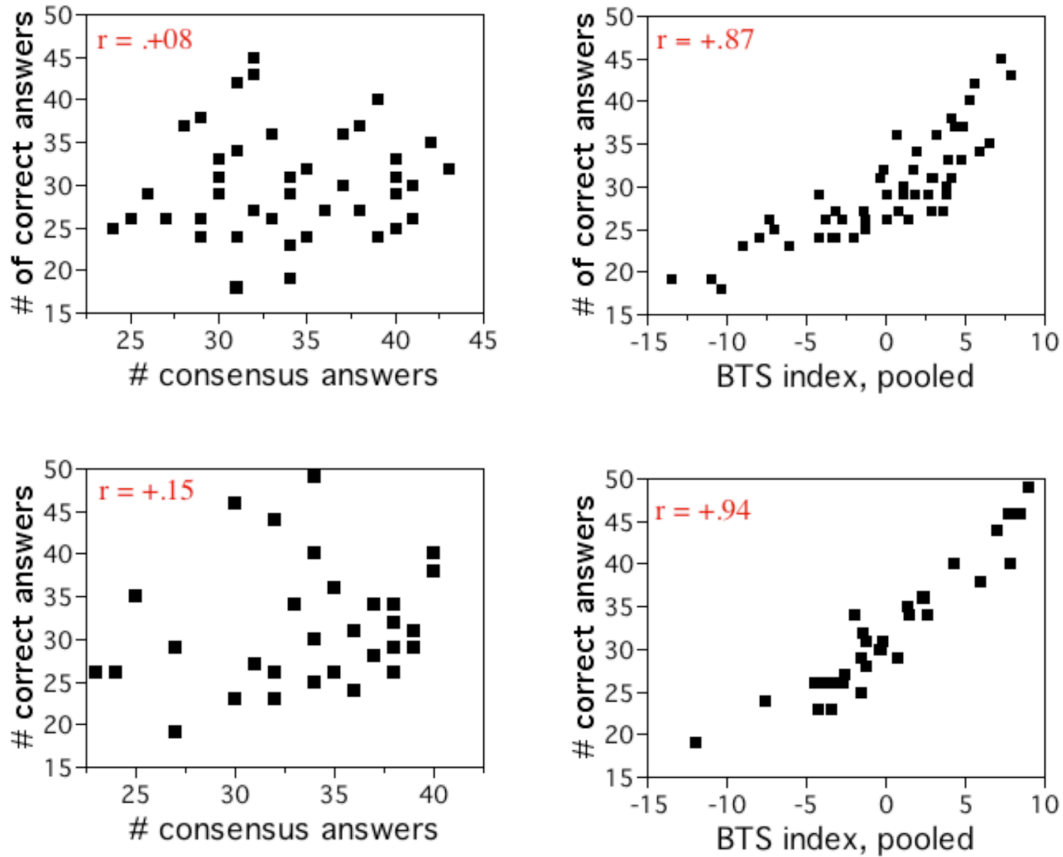 r = .+08
# of correct answers
50
45
40
35
30
25
20
15
25 30 35 40 45
# consensus answers
r = +.87
# of correct answers
50
45
40
35
30
25
20
15
-15 -10 -5 0 5 10
BTS index, pooled
r = +.15
# correct answers
50
45
40
35
30
25
20
15
25 30 35 40
# consensus answers
r = +.94
# correct answers
50
45
40
35
30
25
20
15
-15 -10 -5 0 5 10
BTS index, pooled